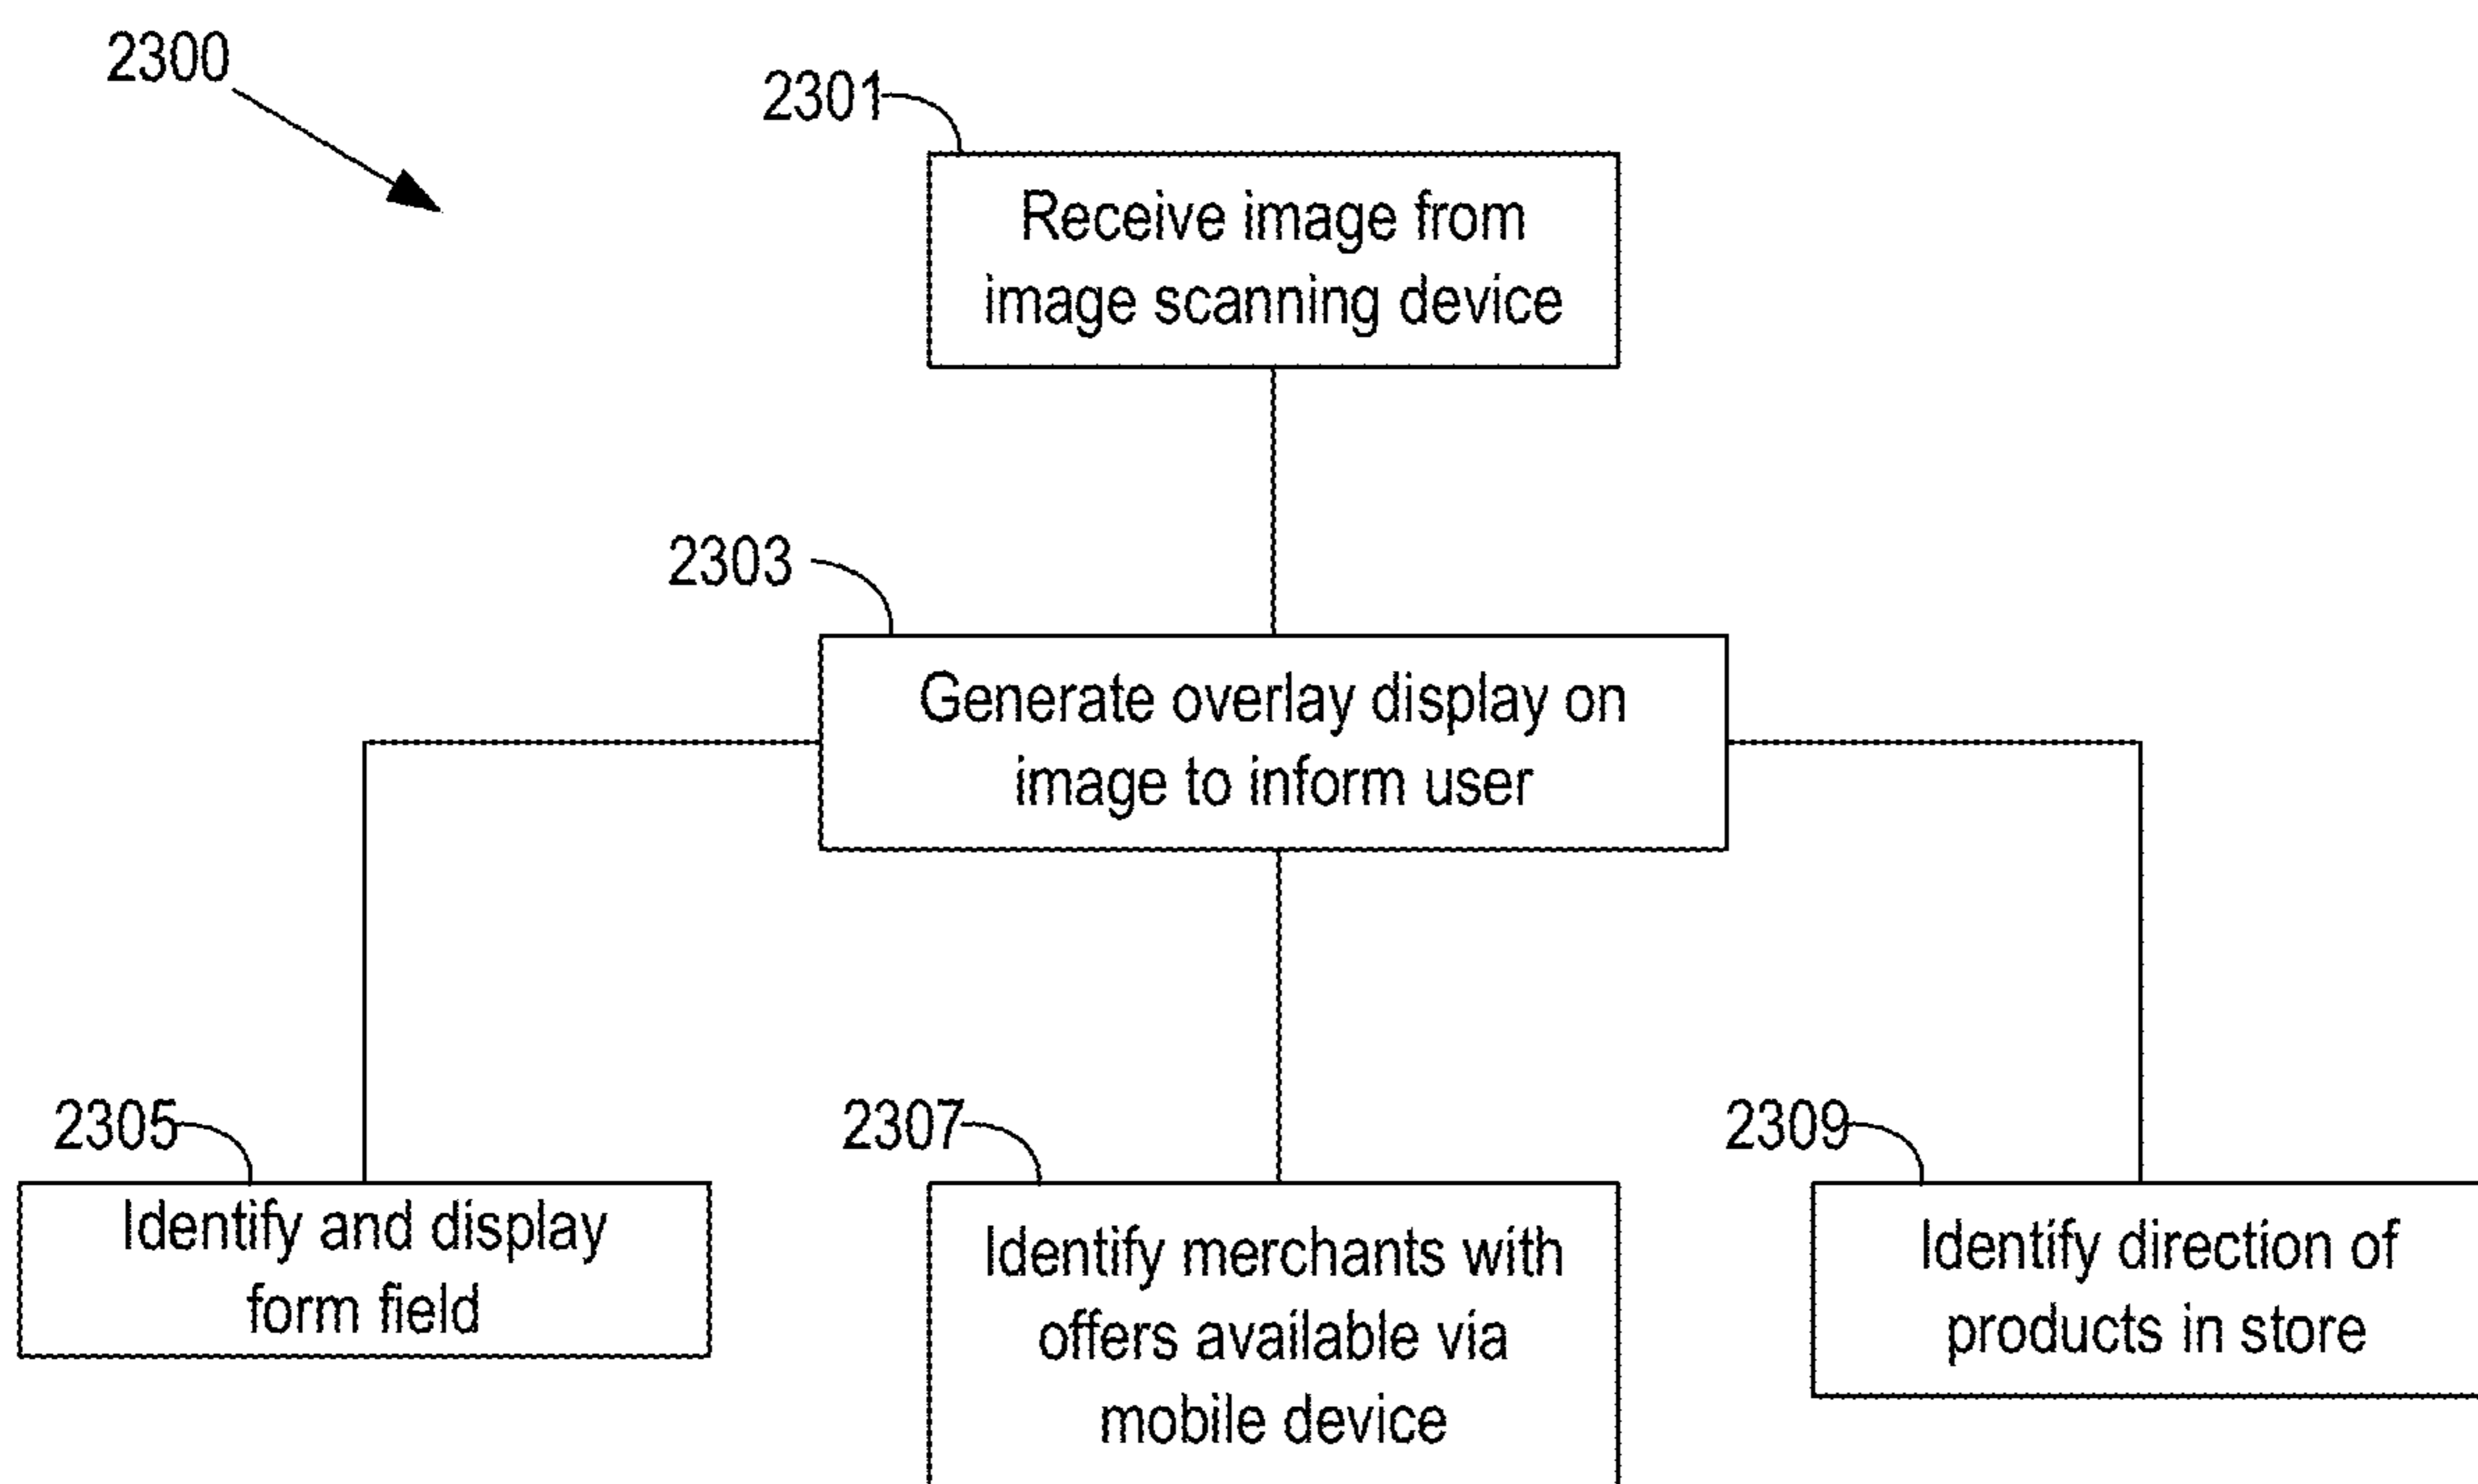 2300
2301
Receive image from
image scanning device
2303
Generate overlay display on
image to inform user
2305
Identify and display
form field
2307
Identify merchants with
offers available via
mobile device
2309
Identify direction of
products in store